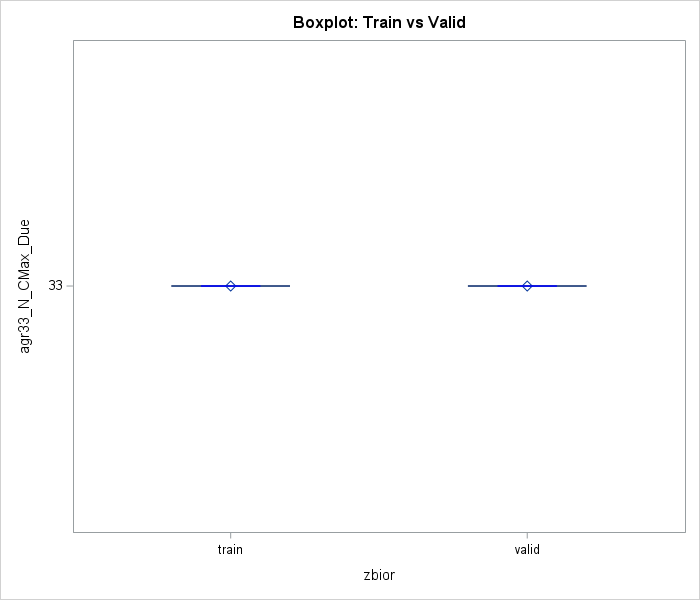 Boxplot: Train vs Valid
agr33_N_CMax_Due
33
train valid
zbior